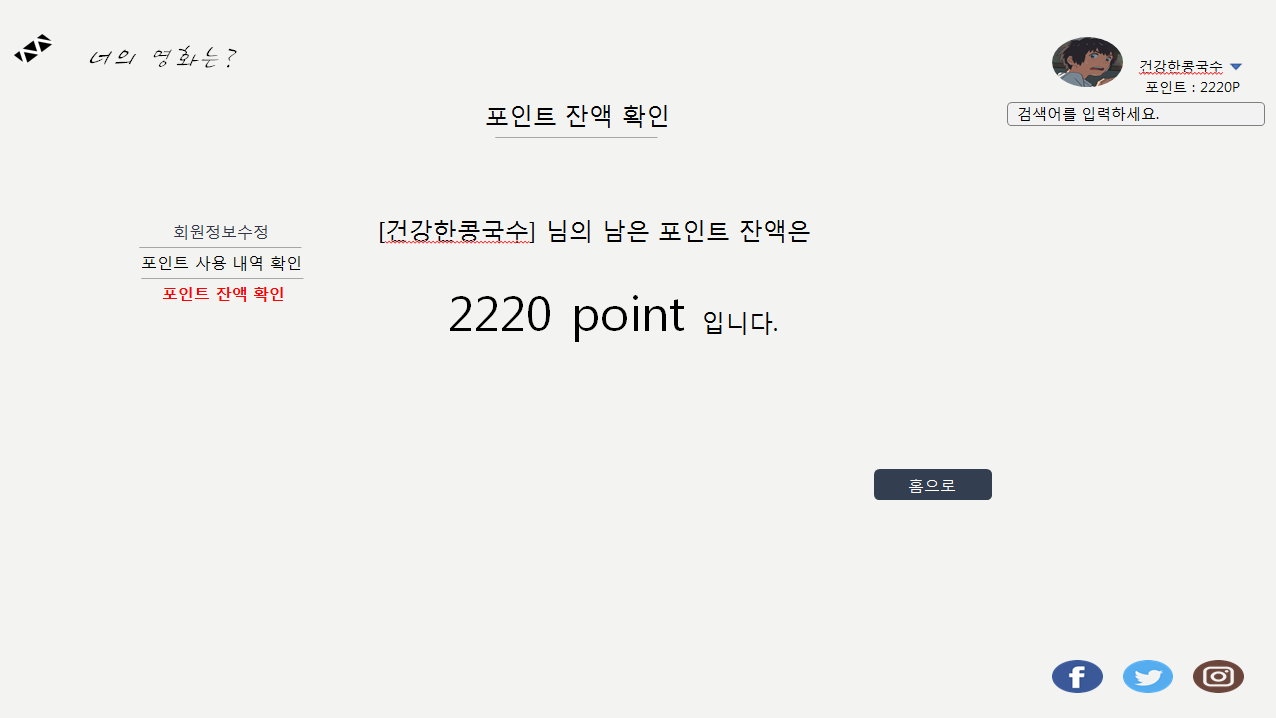 너의 영화는?
건강한콩국수
포인트 : 2220P
검색어를 입력하세요.
포인트 잔액 확인
회원정보수정
포인트 사용 내역 확인
포인트 잔액 확인
[건강한콩국수] 님의 남은 포인트 잔액은
2220 point 입니다.
홈으로